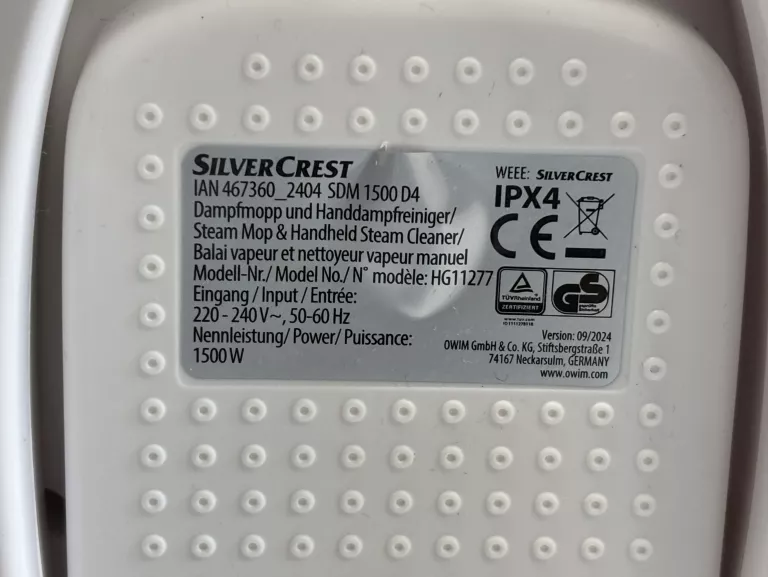 SILVERCREST
IAN 467360_2404 SDM 1500 D4
Dampfmopp und Handdampfreiniger/
Steam Mop & Handheld Steam Cleaner/
Balai vapeur et nettoyeur vapeur manuel
Modell-Nr./ Model No./ N° modèle: HG11277
Eingang / Input / Entrée:
220 - 240 V~, 50-60 Hz
Nennleistung/ Power/ Puissance:
1500 W
WEEE: SILVERCREST
IPX4
CE
TÜVRheinland
ZERTIFIZIERT
GS
Version: 09/2024
OWIM GmbH & Co. KG, Stiftsbergstraße 1
74167 Neckarsulm, GERMANY
www.owim.com